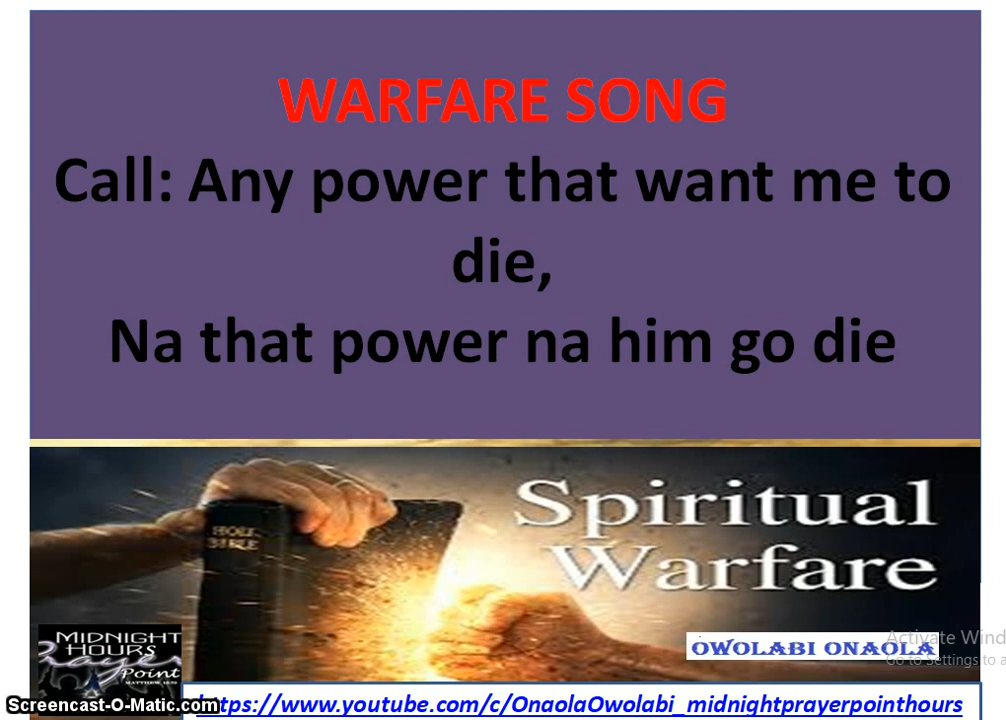 WARFARE SONG
Call: Any power that want me to
die,
Na that power na him go die
Spiritual
Warfare
HOLY
BIBLE
MIDNIGHT
HOURS
Prayer
Point
OWOLABI ONAOLA
Activate Wind
Go to Settings to a
Screencast-O-Matic.com
https://www.youtube.com/c/OnaolaOwolabi_midnightprayerpointhours